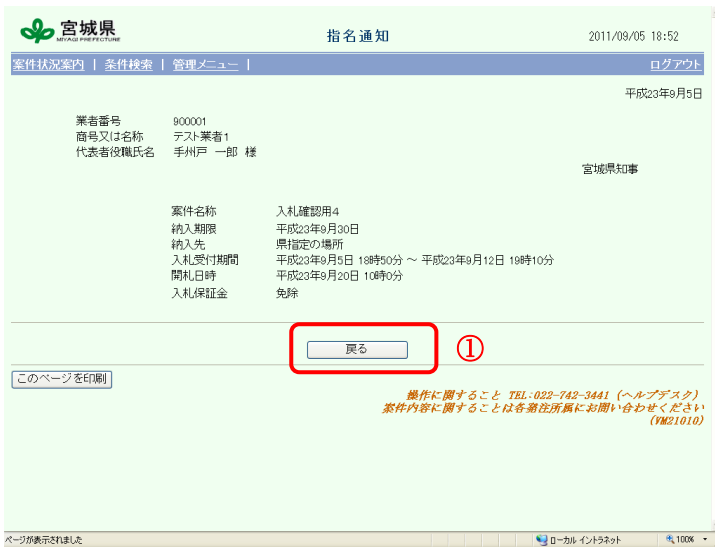 宮城県
MIYAGI PREFECTURE
指名通知
2011/09/05 18:52
案件状況案内 | 条件検索 | 管理メニュー |
ログアウト
平成23年9月5日
業者番号 900001
商号又は名称 テスト業者1
代表者役職氏名 手州戸 一郎 様
宮城県知事
案件名称 入札確認用4
納入期限 平成23年9月30日
納入先 県指定の場所
入札受付期間 平成23年9月5日 18時50分 ～ 平成23年9月12日 19時10分
開札日時 平成23年9月20日 10時0分
入札保証金 免除
戻る
①
このページを印刷
操作に関すること TEL:022-742-3441 (ヘルプデスク)
案件内容に関することは各発注所属にお問い合わせください
(VM21010)
ページが表示されました
ローカル イントラネット
100%